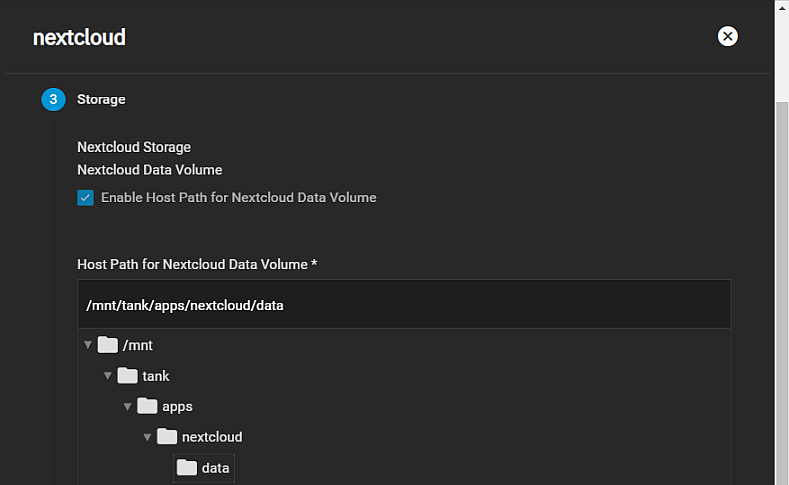 nextcloud
3 Storage
Nextcloud Storage
Nextcloud Data Volume
Enable Host Path for Nextcloud Data Volume
Host Path for Nextcloud Data Volume *
/mnt/tank/apps/nextcloud/data
/mnt
tank
apps
nextcloud
data